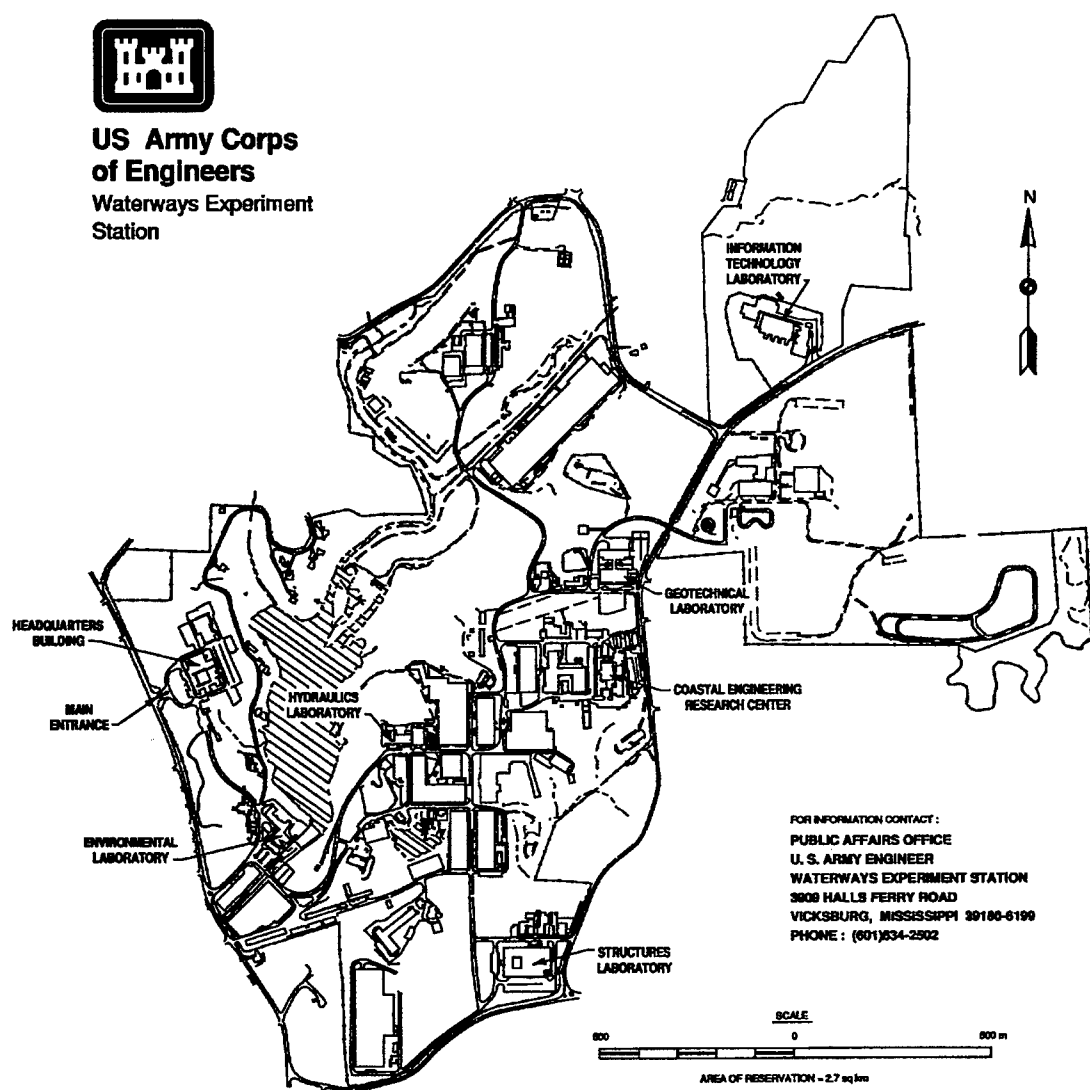 US Army Corps
of Engineers
Waterways Experiment
Station
N
INFORMATION
TECHNOLOGY
LABORATORY
GEOTECHNICAL
LABORATORY
HEADQUARTERS
BUILDING
MAIN
ENTRANCE
HYDRAULICS
LABORATORY
COASTAL ENGINEERING
RESEARCH CENTER
ENVIRONMENTAL
LABORATORY
STRUCTURES
LABORATORY
FOR INFORMATION CONTACT :
PUBLIC AFFAIRS OFFICE
U. S. ARMY ENGINEER
WATERWAYS EXPERIMENT STATION
3909 HALLS FERRY ROAD
VICKSBURG, MISSISSIPPI 39180-6199
PHONE : (601)634-2502
SCALE
500 0 500 m
AREA OF RESERVATION - 2.7 sq km